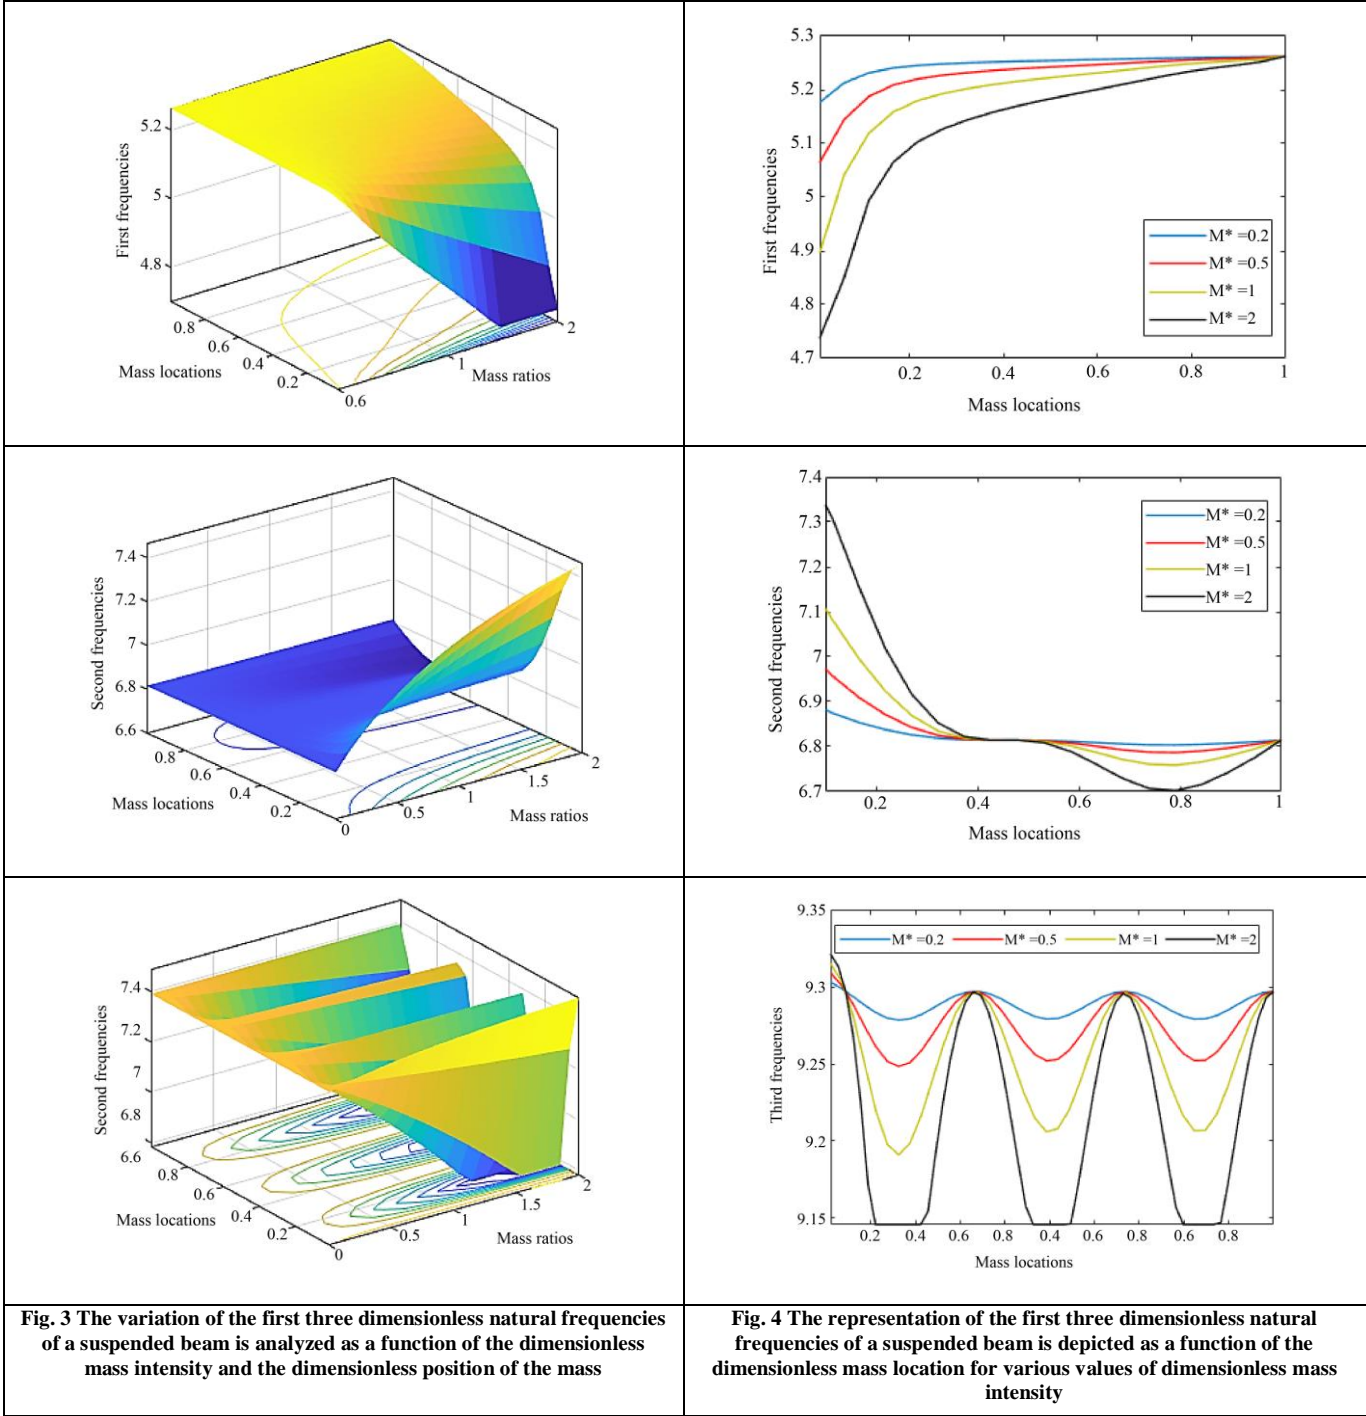 5.2
5
4.8
First frequencies
0.8
0.6
0.4
0.2
Mass locations
0.6
1
2
Mass ratios
5.3
5.2
5.1
5
4.9
4.8
4.7
First frequencies
M* =0.2
M* =0.5
M* =1
M* =2
0.2 0.4 0.6 0.8 1
Mass locations
7.4
7.2
7
6.8
6.6
Second frequencies
0.8
0.6
0.4
0.2
Mass locations
0
0.5
1
1.5
2
Mass ratios
7.4
7.3
7.2
7.1
7
6.9
6.8
6.7
Second frequencies
M* =0.2
M* =0.5
M* =1
M* =2
0.2 0.4 0.6 0.8 1
Mass locations
7.4
7.2
7
6.8
6.6
Second frequencies
0.8
0.6
0.4
0.2
Mass locations
0
0.5
1
1.5
2
Mass ratios
9.35
9.3
9.25
9.2
9.15
Third frequencies
M* =0.2 M* =0.5 M* =1 M* =2
0.2 0.4 0.6 0.8 0.4 0.6 0.8 0.6 0.8
Mass locations
Fig. 3 The variation of the first three dimensionless natural frequencies
of a suspended beam is analyzed as a function of the dimensionless
mass intensity and the dimensionless position of the mass
Fig. 4 The representation of the first three dimensionless natural
frequencies of a suspended beam is depicted as a function of the
dimensionless mass location for various values of dimensionless mass
intensity